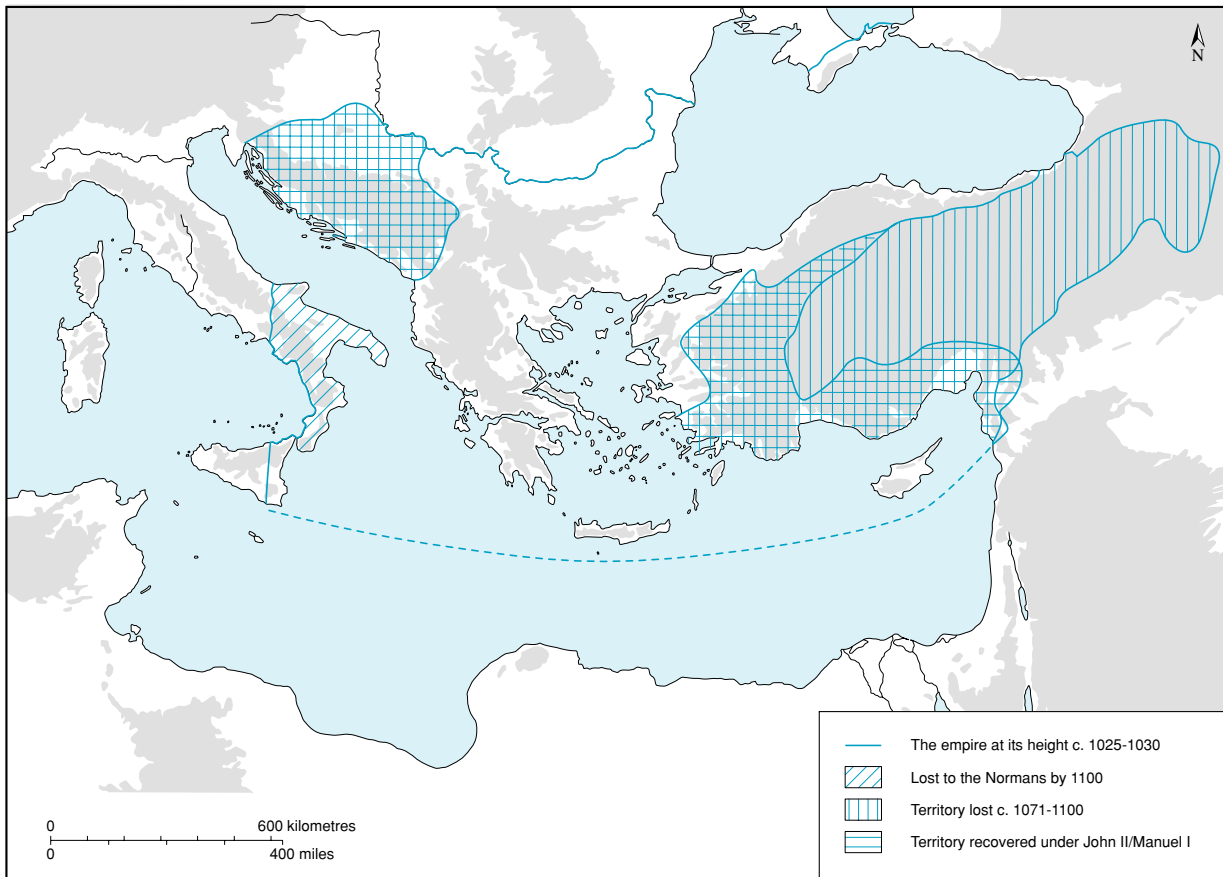 N
The empire at its height c. 1025-1030
Lost to the Normans by 1100
Territory lost c. 1071-1100
Territory recovered under John II/Manuel I
0 600 kilometres
0 400 miles